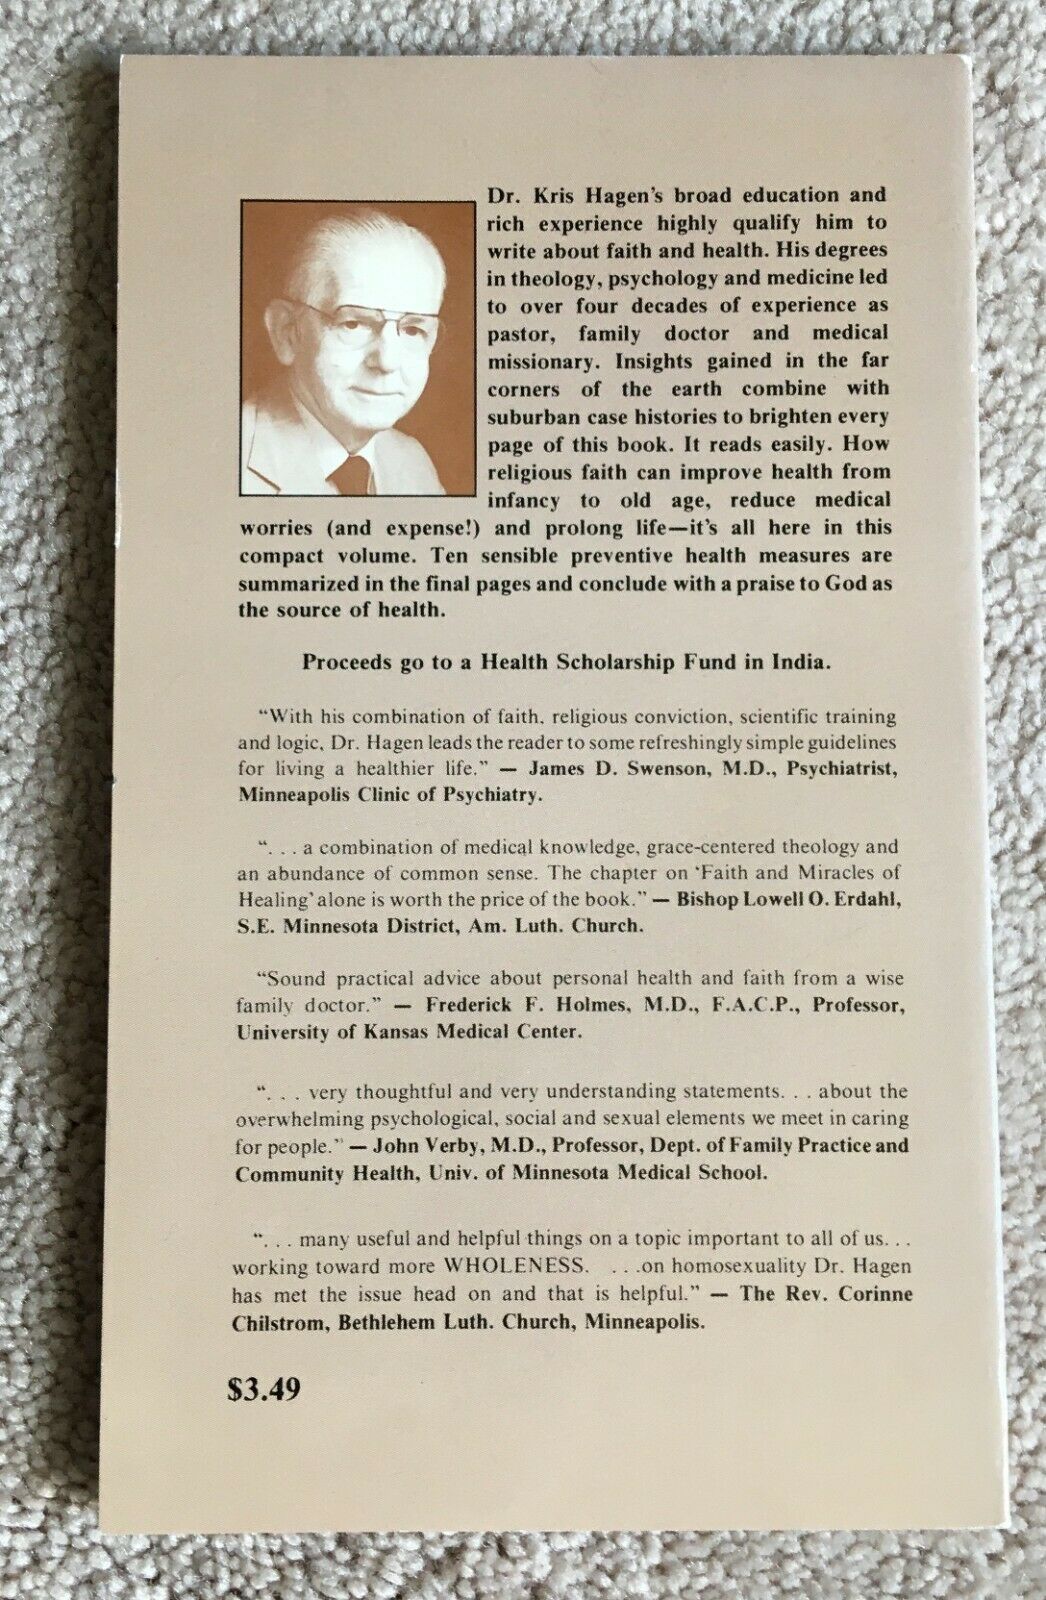 Dr. Kris Hagen's broad education and
rich experience highly qualify him to
write about faith and health. His degrees
in theology, psychology and medicine led
to over four decades of experience as
pastor, family doctor and medical
missionary. Insights gained in the far
corners of the earth combine with
suburban case histories to brighten every
page of this book. It reads easily. How
religious faith can improve health from
infancy to old age, reduce medical
worries (and expense!) and prolong life—it's all here in this
compact volume. Ten sensible preventive health measures are
summarized in the final pages and conclude with a praise to God as
the source of health.
Proceeds go to a Health Scholarship Fund in India.
“With his combination of faith, religious conviction, scientific training
and logic, Dr. Hagen leads the reader to some refreshingly simple guidelines
for living a healthier life.” — James D. Swenson, M.D., Psychiatrist,
Minneapolis Clinic of Psychiatry.
“. . . a combination of medical knowledge, grace-centered theology and
an abundance of common sense. The chapter on 'Faith and Miracles of
Healing' alone is worth the price of the book.” — Bishop Lowell O. Erdahl,
S.E. Minnesota District, Am. Luth. Church.
“Sound practical advice about personal health and faith from a wise
family doctor.” — Frederick F. Holmes, M.D., F.A.C.P., Professor,
University of Kansas Medical Center.
“. . . very thoughtful and very understanding statements. . . about the
overwhelming psychological, social and sexual elements we meet in caring
for people.” — John Verby, M.D., Professor, Dept. of Family Practice and
Community Health, Univ. of Minnesota Medical School.
“. . . many useful and helpful things on a topic important to all of us. . .
working toward more WHOLENESS. . . .on homosexuality Dr. Hagen
has met the issue head on and that is helpful.” — The Rev. Corinne
Chilstrom, Bethlehem Luth. Church, Minneapolis.
$3.49